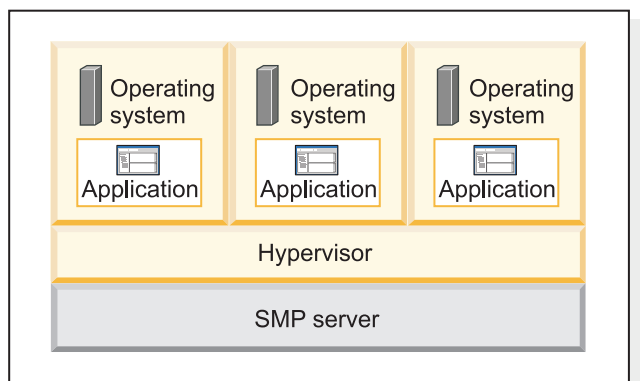 Operating
system
Application
Operating
system
Application
Operating
system
Application
Hypervisor
SMP server